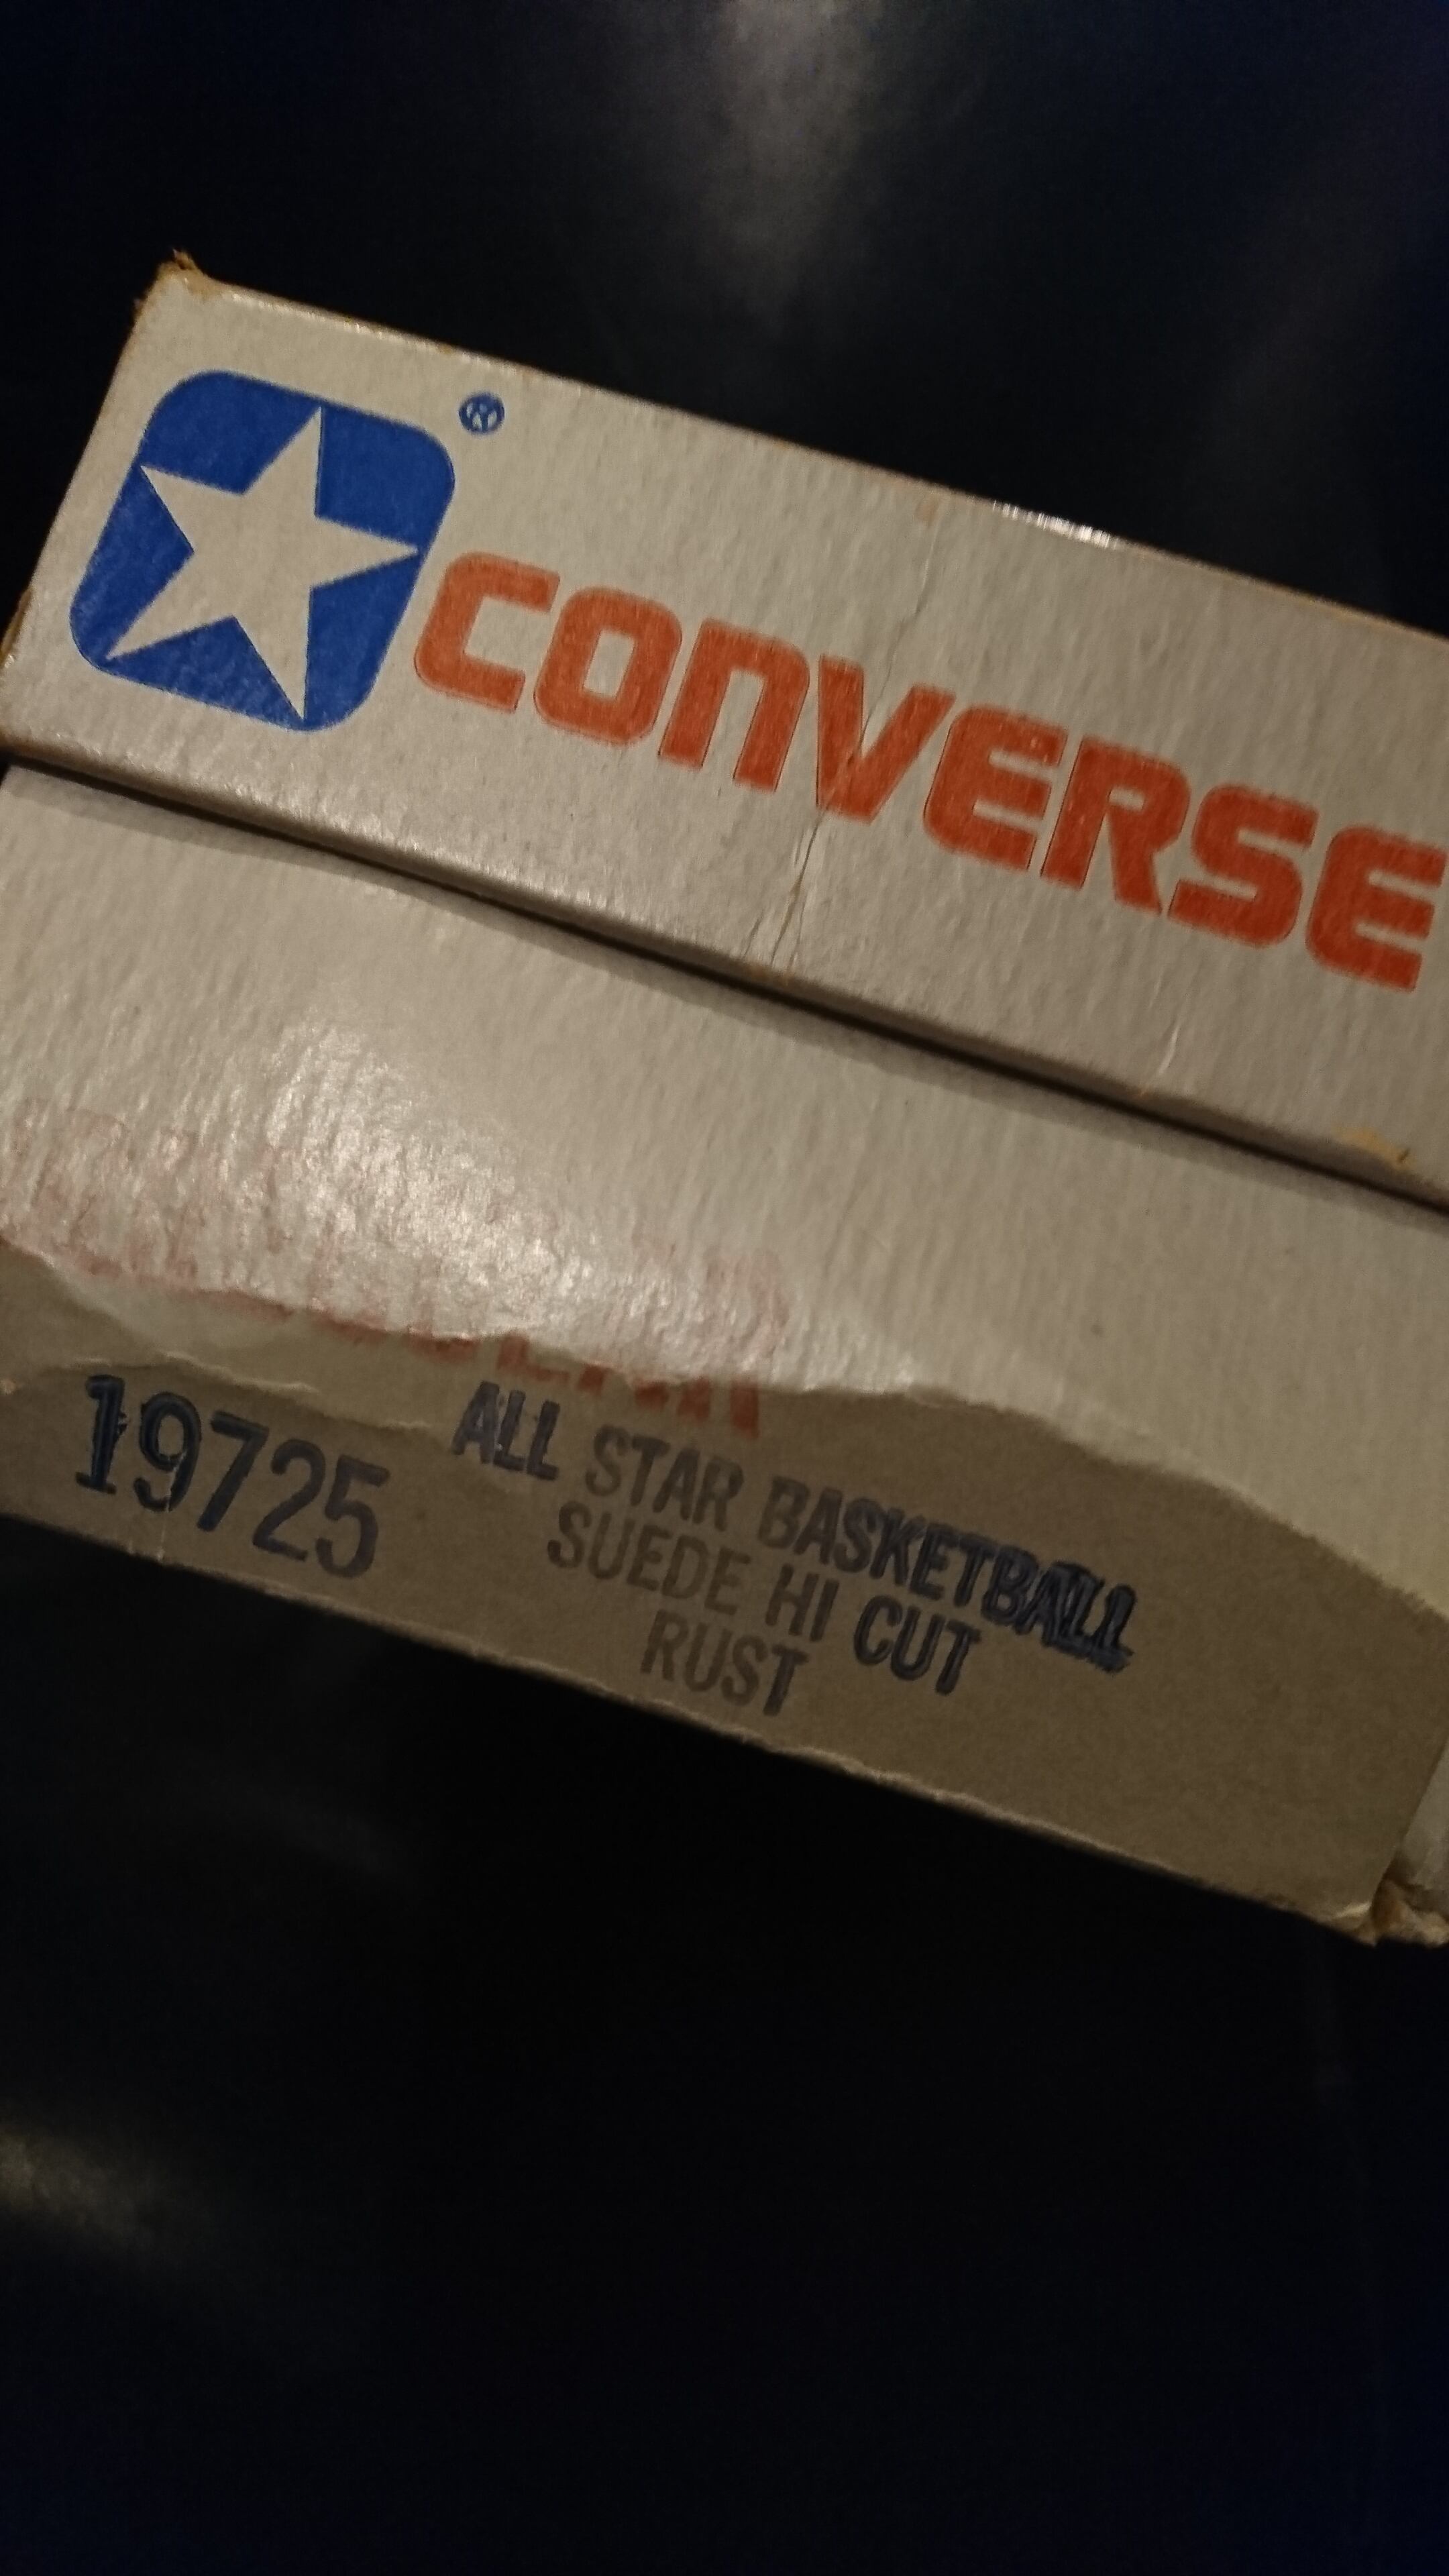 ®
CONVERSE
19725
ALL STAR BASKETBALL
SUEDE HI CUT
RUST